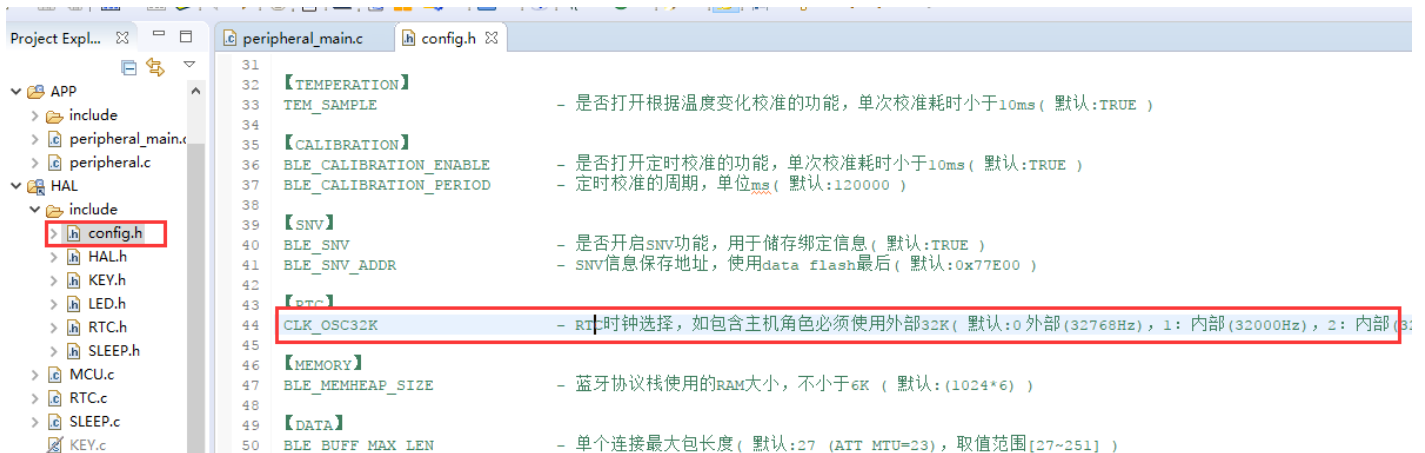 Project Expl...
peripheral_main.c
config.h
APP
include
peripheral_main.c
peripheral.c
HAL
include
config.h
HAL.h
KEY.h
LED.h
RTC.h
SLEEP.h
MCU.c
RTC.c
SLEEP.c
KEY.c
31
32 【TEMPERATION】
33 TEM_SAMPLE - 是否打开根据温度变化校准的功能，单次校准耗时小于10ms( 默认:TRUE )
34
35 【CALIBRATION】
36 BLE_CALIBRATION_ENABLE - 是否打开定时校准的功能，单次校准耗时小于10ms( 默认:TRUE )
37 BLE_CALIBRATION_PERIOD - 定时校准的周期，单位ms( 默认:120000 )
38
39 【SNV】
40 BLE_SNV - 是否开启SNV功能，用于储存绑定信息( 默认:TRUE )
41 BLE_SNV_ADDR - SNV信息保存地址，使用data flash最后( 默认:0x77E00 )
42
43 【RTC】
44 CLK_OSC32K - RTC时钟选择，如包含主机角色必须使用外部32K( 默认:0 外部(32768Hz)，1：内部(32000Hz)，2：内部(32
45
46 【MEMORY】
47 BLE_MEMHEAP_SIZE - 蓝牙协议栈使用的RAM大小，不小于6K ( 默认:(1024*6) )
48
49 【DATA】
50 BLE_BUFF_MAX_LEN - 单个连接最大包长度( 默认:27 (ATT_MTU=23)，取值范围[27~251] )